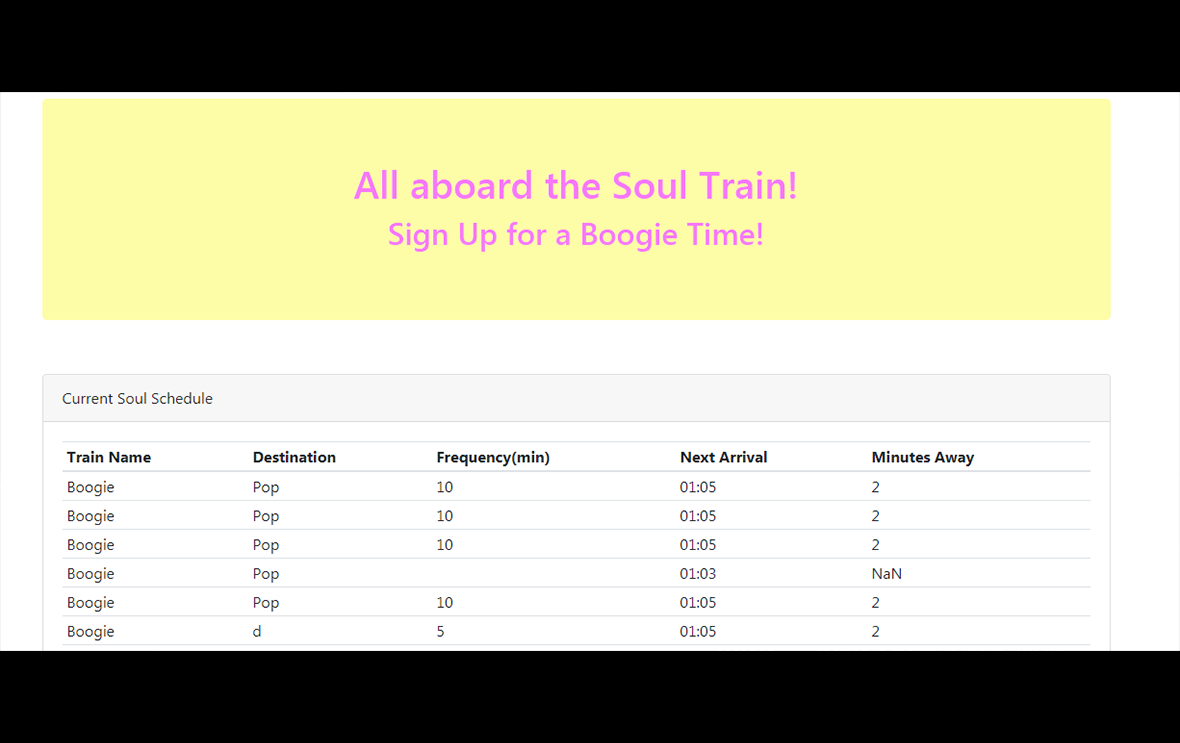 All aboard the Soul Train!
Sign Up for a Boogie Time!
Current Soul Schedule
Train Name Destination Frequency(min) Next Arrival Minutes Away
Boogie Pop 10 01:05 2
Boogie Pop 10 01:05 2
Boogie Pop 10 01:05 2
Boogie Pop 01:03 NaN
Boogie Pop 10 01:05 2
Boogie d 5 01:05 2